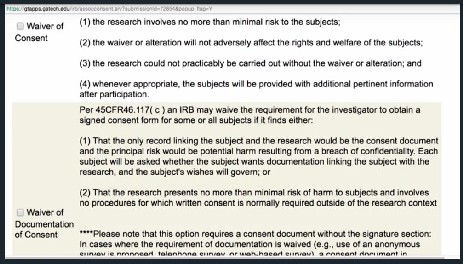 (1) the research involves no more than minimal risk to the subjects;
Waiver of
Consent
(2) the waiver or alteration will not adversely affect the rights and welfare of the subjects;
(3) the research could not practicably be carried out without the waiver or alteration; and
(4) whenever appropriate, the subjects will be provided with additional pertinent information
after participation.
Per 45CFR46.117( c ) an IRB may waive the requirement for the investigator to obtain a
signed consent form for some or all subjects if it finds either:
(1) That the only record linking the subject and the research would be the consent document
and the principal risk would be potential harm resulting from a breach of confidentiality. Each
subject will be asked whether the subject wants documentation linking the subject with the
research, and the subject's wishes will govern; or
(2) That the research presents no more than minimal risk of harm to subjects and involves
no procedures for which written consent is normally required outside of the research context
Waiver of
Documentation
of Consent
****Please note that this option requires a consent document without the signature section:
In cases where the requirement of documentation is waived (e.g., use of an anonymous
survey is proposed, telephone survey, or web-based survey), a consent document in